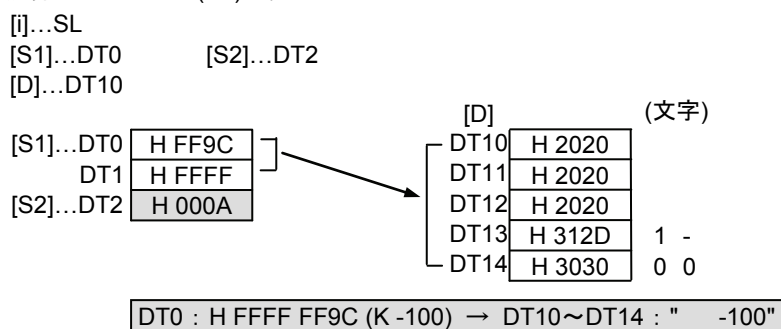 [i]…SL
[S1]…DT0 [S2]…DT2
[D]…DT10
[D] (文字)
[S1]…DT0 H FF9C DT10 H 2020
DT1 H FFFF DT11 H 2020
[S2]…DT2 H 000A DT12 H 2020
DT13 H 312D 1 -
DT14 H 3030 0 0
DT0 : H FFFF FF9C (K -100) → DT10～DT14 : " -100"